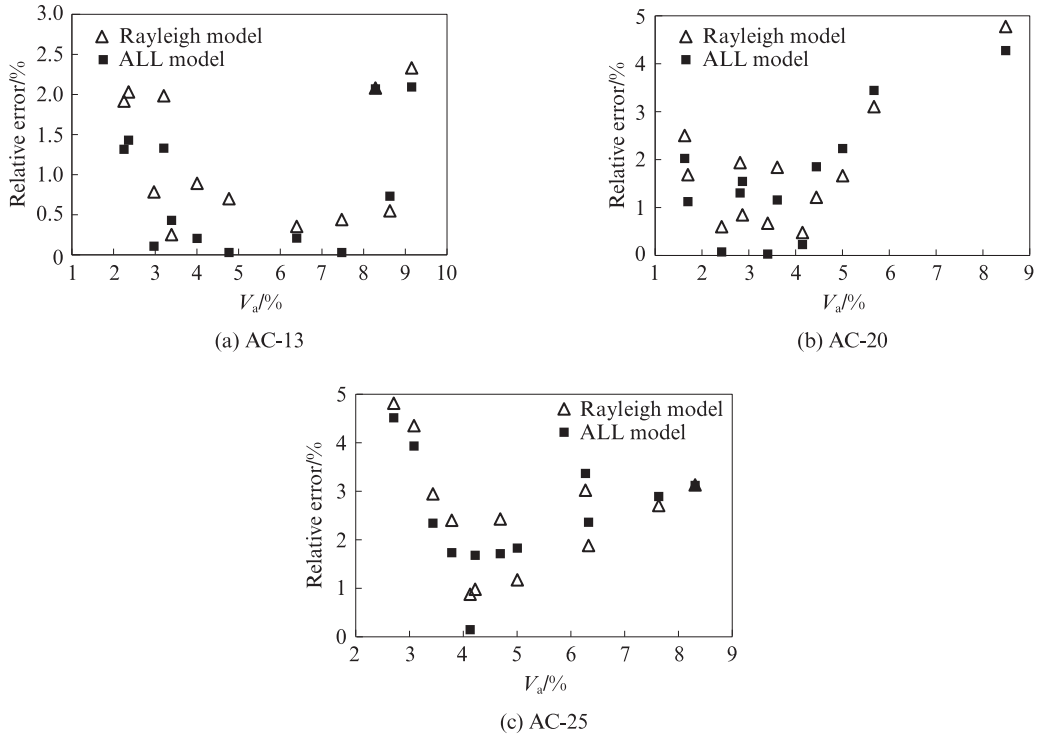 3.0
2.5
2.0
1.5
1.0
0.5
0
Relative error/%
Rayleigh model
ALL model
1 2 3 4 5 6 7 8 9 10
Va/%
(a) AC-13
5
4
3
2
1
0
Relative error/%
Rayleigh model
ALL model
1 2 3 4 5 6 7 8 9
Va/%
(b) AC-20
5
4
3
2
1
0
Relative error/%
Rayleigh model
ALL model
2 3 4 5 6 7 8 9
Va/%
(c) AC-25